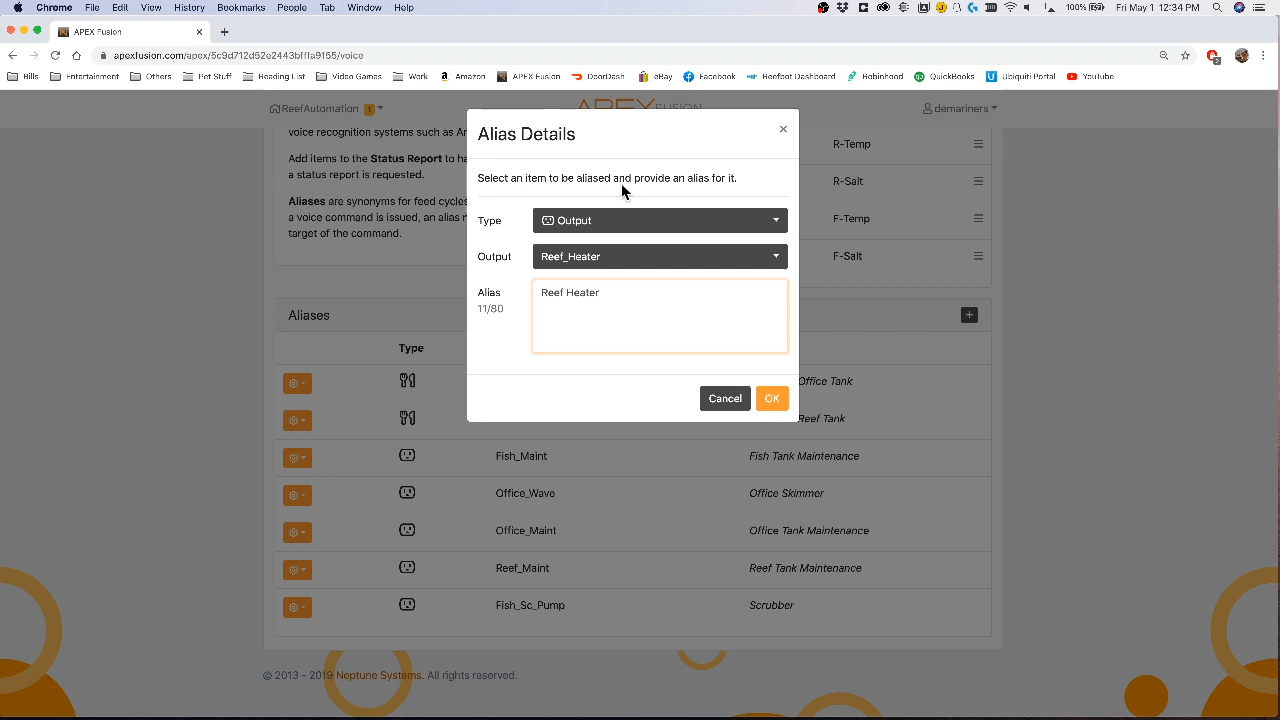 Chrome File Edit View History Bookmarks People Tab Window Help 100% Fri May 1 12:34 PM
APEX Fusion
apexfusion.com/apex/5c9d712d52e2443bfffa9155/voice
Bills Entertainment Others Pet Stuff Reading List Video Games Work Amazon APEX Fusion DoorDash eBay Facebook Reefbot Dashboard Robinhood QuickBooks Ubiquiti Portal YouTube
ReefAutomation 1 APEX FUSION demariners
voice recognition systems such as
Add items to the Status Report to
a status report is requested.
Aliases are synonyms for feed cycles
a voice command is issued, an alias
target of the command.
Alias Details
×
Select an item to be aliased and provide an alias for it.
Type Output
Output Reef_Heater
Alias Reef Heater
11/80
Cancel OK
R-Temp
R-Salt
F-Temp
F-Salt
Aliases
Type
Office Tank
Reef Tank
Fish_Maint Fish Tank Maintenance
Office_Wave Office Skimmer
Office_Maint Office Tank Maintenance
Reef_Maint Reef Tank Maintenance
Fish_Sc_Pump Scrubber
© 2013 - 2019 Neptune Systems. All rights reserved.